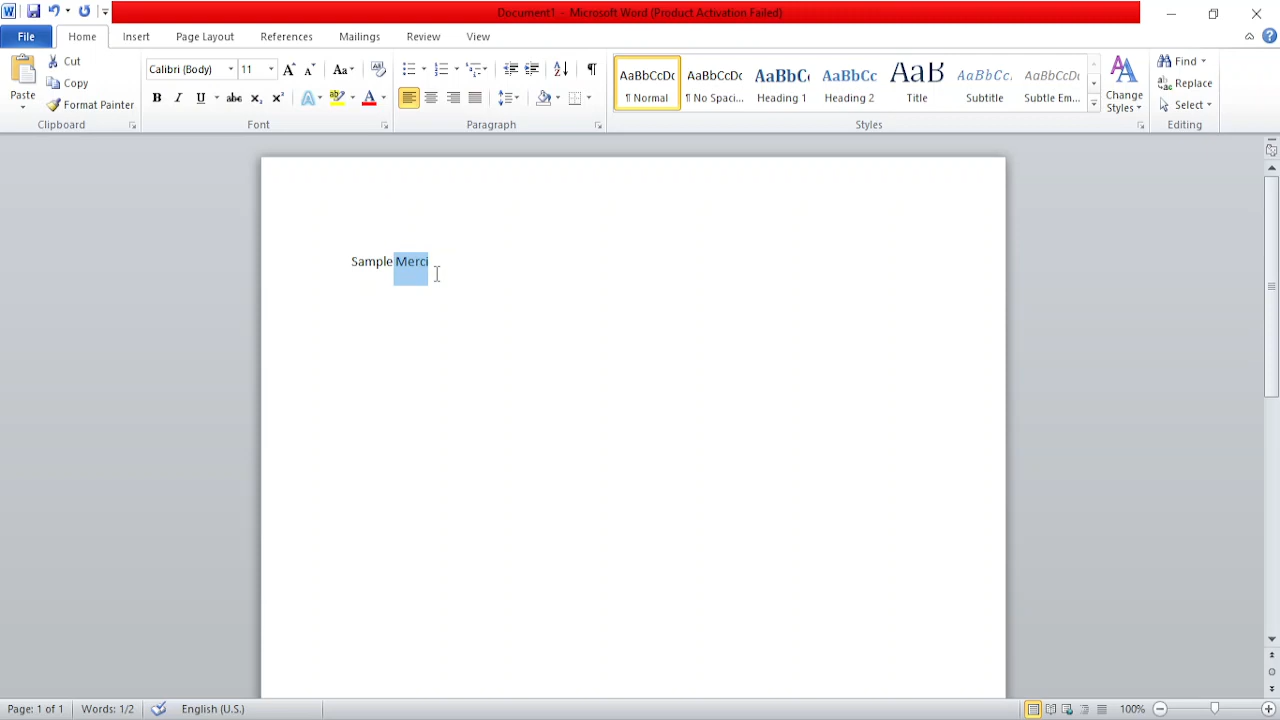 Document1 - Microsoft Word (Product Activation Failed)
File Home Insert Page Layout References Mailings Review View
Paste
Cut
Copy
Format Painter
Clipboard
Calibri (Body) 11
Font
Paragraph
AaBbCcDc AaBbCcDc AaBbC AaBbCc AaB AaBbCc. AaBbCcDc
¶ Normal ¶ No Spaci... Heading 1 Heading 2 Title Subtitle Subtle Em...
Change Styles
Styles
Find
Replace
Select
Editing
Sample Merci
Page: 1 of 1 Words: 1/2 English (U.S.) 100%